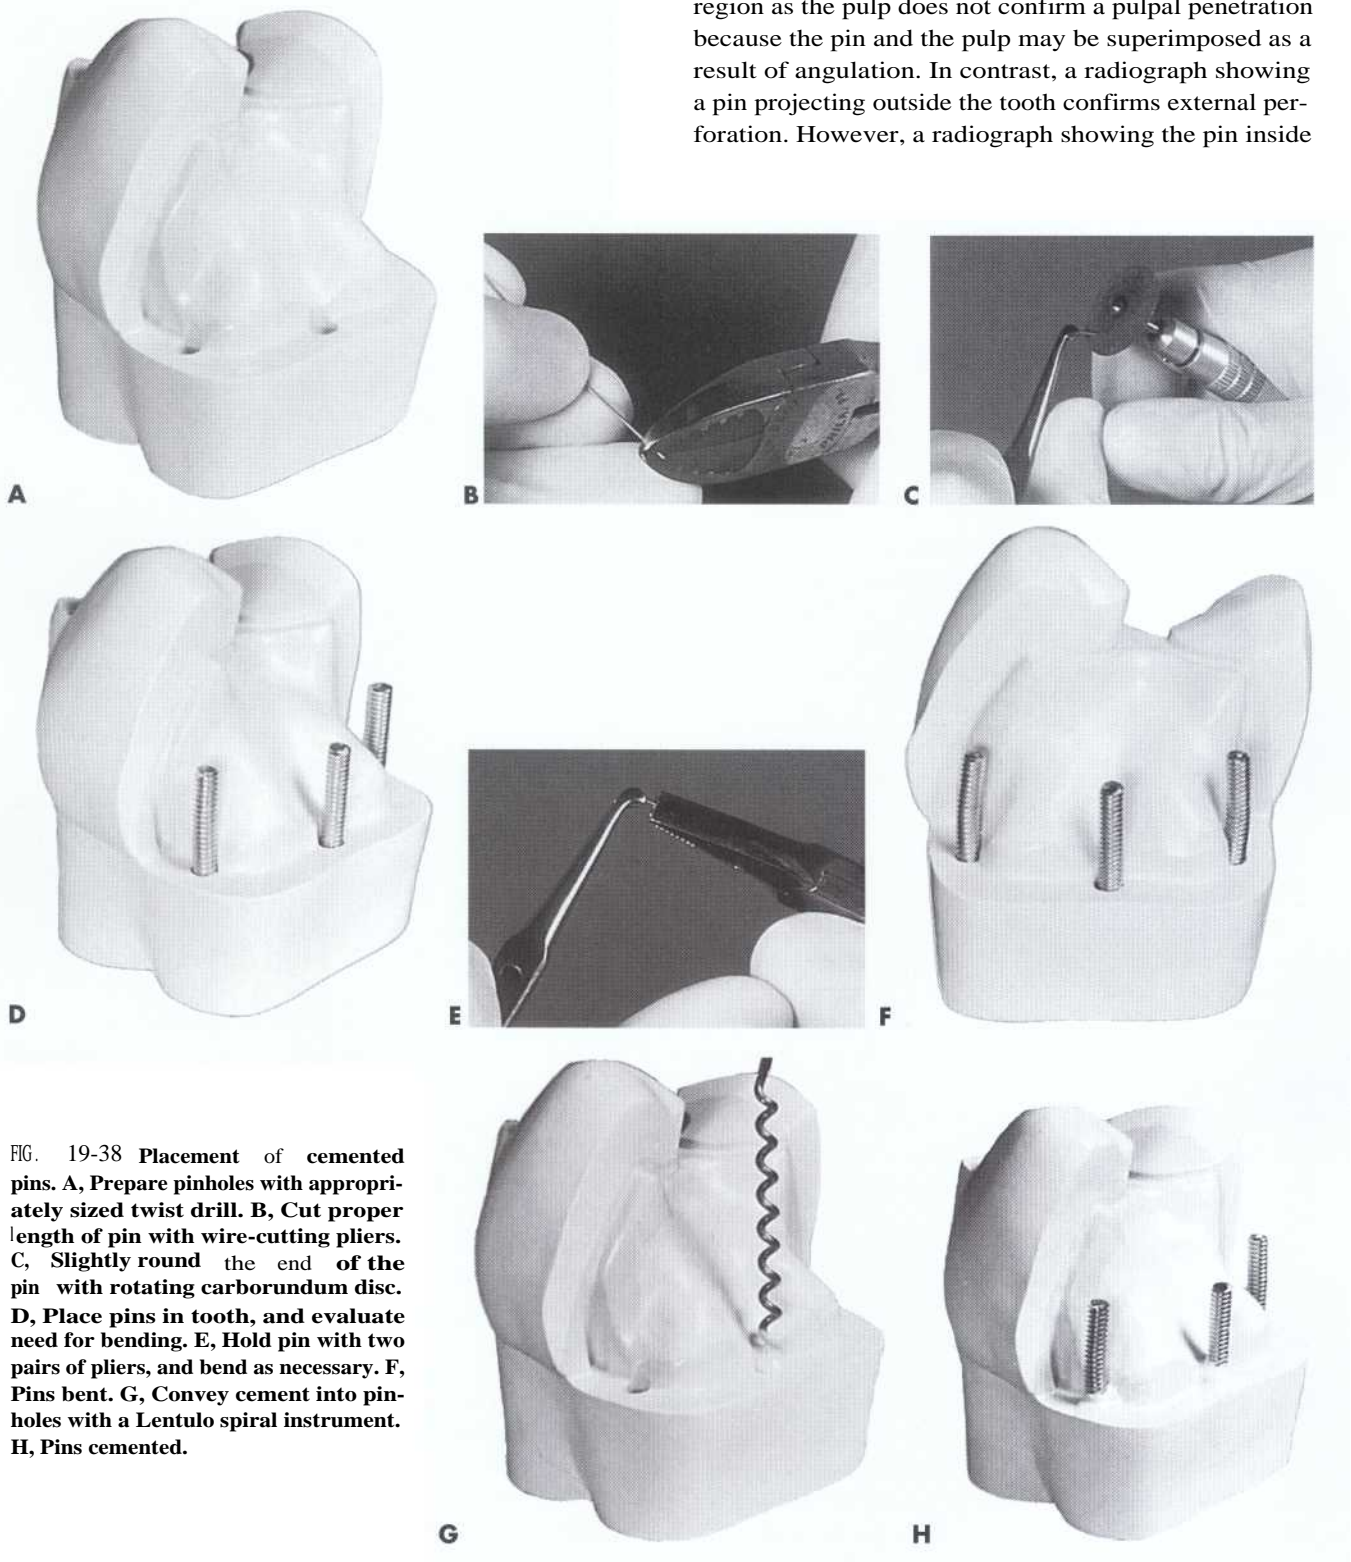 region as the pulp does not confirm a pulpal penetration
because the pin and the pulp may be superimposed as a
result of angulation. In contrast, a radiograph showing
a pin projecting outside the tooth confirms external per-
foration. However, a radiograph showing the pin inside
A
B
PHILA
C
D
E
F
FIG. 19-38 Placement of cemented
pins. A, Prepare pinholes with appropri-
ately sized twist drill. B, Cut proper
length of pin with wire-cutting pliers.
C, Slightly round the end of the
pin with rotating carborundum disc.
D, Place pins in tooth, and evaluate
need for bending. E, Hold pin with two
pairs of pliers, and bend as necessary. F,
Pins bent. G, Convey cement into pin-
holes with a Lentulo spiral instrument.
H, Pins cemented.
G
H